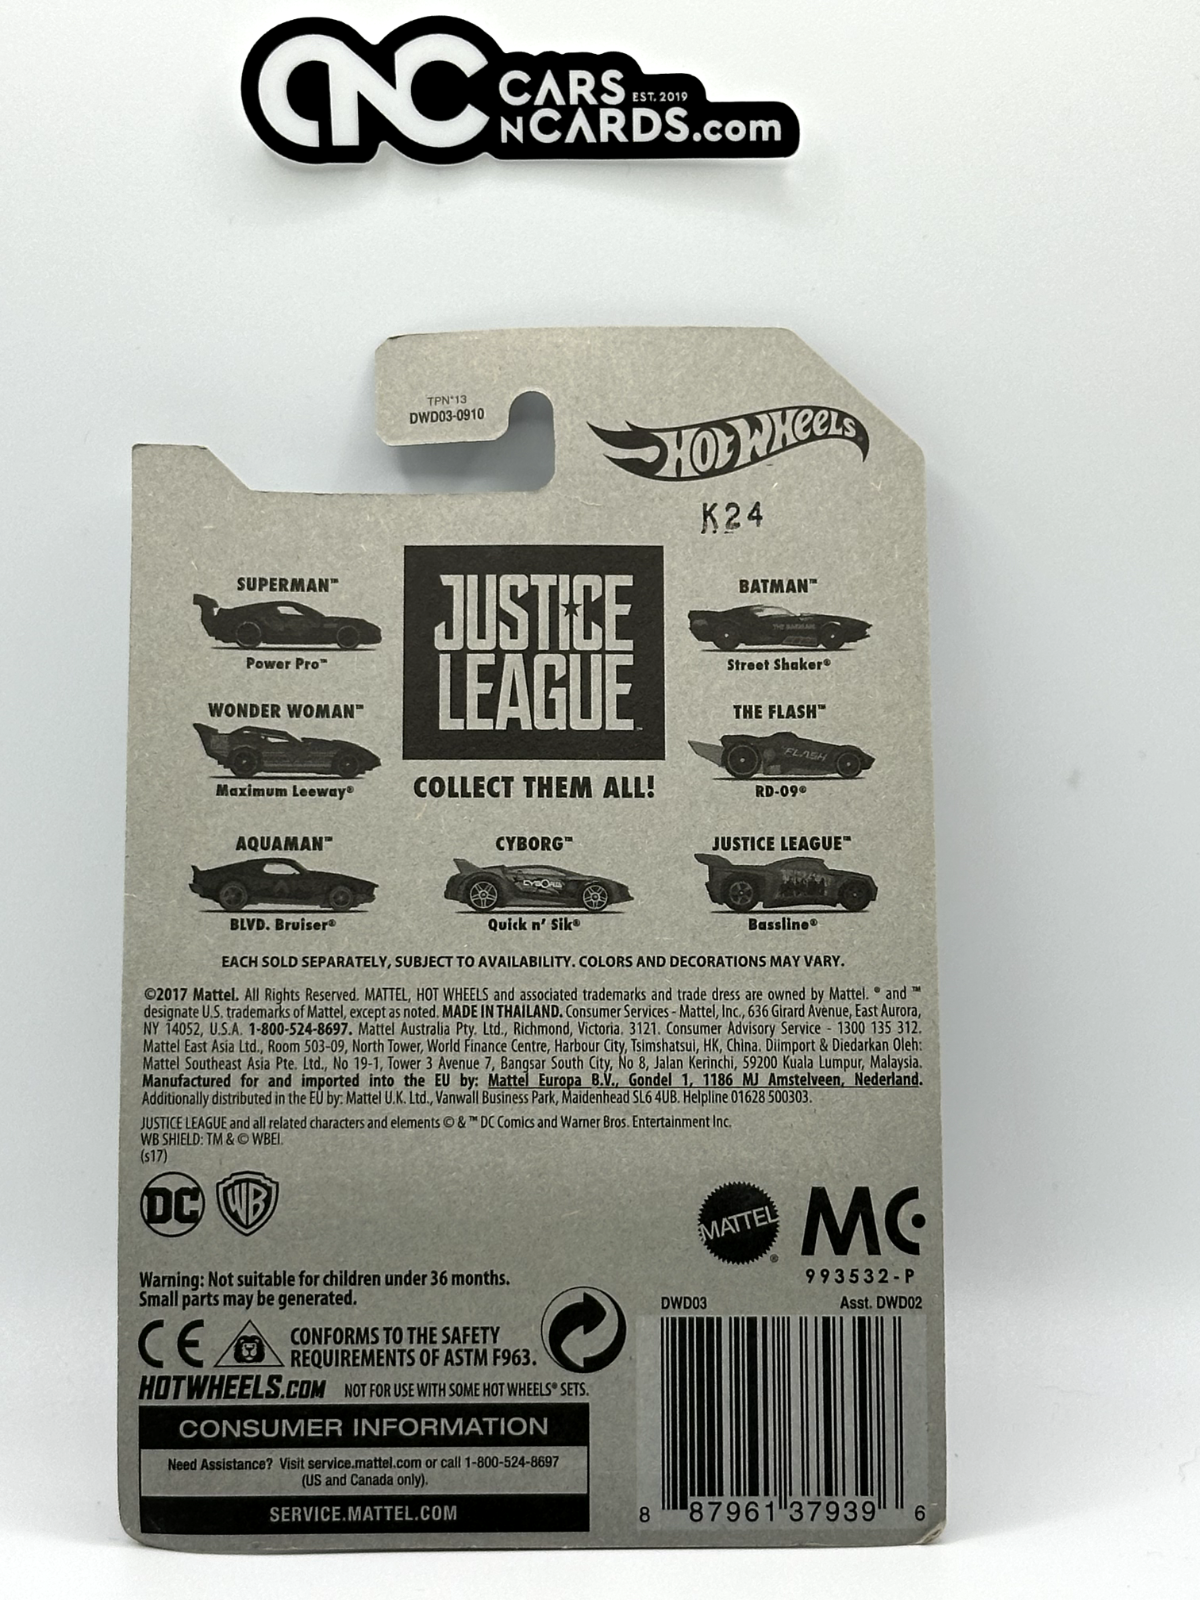 CNC CARS EST. 2019
NCARDS.com
TPN*13
DWD03-0910
HOT WHEELS
K24
JUSTICE
LEAGUE™
COLLECT THEM ALL!
SUPERMAN™
Power Pro™
BATMAN™
THE BATMAN
Street Shaker®
WONDER WOMAN™
Maximum Leeway®
THE FLASH™
FLASH
RD-09®
AQUAMAN™
BLVD. Bruiser®
CYBORG™
CYBORG
Quick n' Sik®
JUSTICE LEAGUE™
Bassline®
EACH SOLD SEPARATELY, SUBJECT TO AVAILABILITY. COLORS AND DECORATIONS MAY VARY.
©2017 Mattel. All Rights Reserved. MATTEL, HOT WHEELS and associated trademarks and trade dress are owned by Mattel. ® and ™
designate U.S. trademarks of Mattel, except as noted. MADE IN THAILAND. Consumer Services - Mattel, Inc., 636 Girard Avenue, East Aurora,
NY 14052, U.S.A. 1-800-524-8697. Mattel Australia Pty. Ltd., Richmond, Victoria. 3121. Consumer Advisory Service - 1300 135 312.
Mattel East Asia Ltd., Room 503-09, North Tower, World Finance Centre, Harbour City, Tsimshatsui, HK, China. Diimport & Diedarkan Oleh:
Mattel Southeast Asia Pte. Ltd., No 19-1, Tower 3 Avenue 7, Bangsar South City, No 8, Jalan Kerinchi, 59200 Kuala Lumpur, Malaysia.
Manufactured for and imported into the EU by: Mattel Europa B.V., Gondel 1, 1186 MJ Amstelveen, Nederland.
Additionally distributed in the EU by: Mattel U.K. Ltd., Vanwall Business Park, Maidenhead SL6 4UB. Helpline 01628 500303.
JUSTICE LEAGUE and all related characters and elements © & ™ DC Comics and Warner Bros. Entertainment Inc.
WB SHIELD: TM & © WBEI.
(s17)
DC WB
MATTEL® MC
993532-P
Warning: Not suitable for children under 36 months.
Small parts may be generated.
CE CONFORMS TO THE SAFETY
REQUIREMENTS OF ASTM F963.
HOTWHEELS.COM NOT FOR USE WITH SOME HOT WHEELS® SETS.
CONSUMER INFORMATION
Need Assistance? Visit service.mattel.com or call 1-800-524-8697
(US and Canada only).
SERVICE.MATTEL.COM
DWD03 Asst. DWD02
8 87961 37939 6